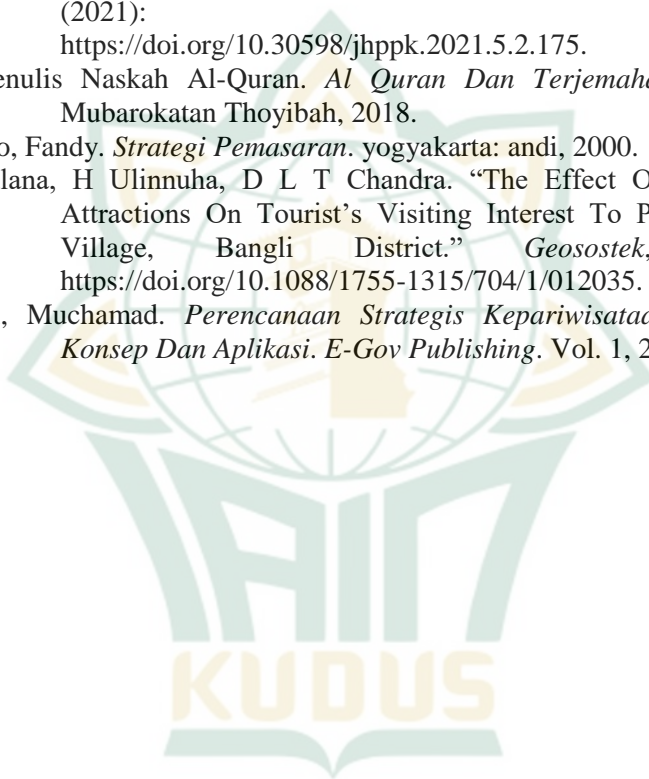 (2021):
https://doi.org/10.30598/jhppk.2021.5.2.175.
enulis Naskah Al-Quran. Al Quran Dan Terjemaha
Mubarokatan Thoyibah, 2018.
o, Fandy. Strategi Pemasaran. yogyakarta: andi, 2000.
lana, H Ulinnuha, D L T Chandra. “The Effect O
Attractions On Tourist’s Visiting Interest To P
Village, Bangli District.” Geosostek,
https://doi.org/10.1088/1755-1315/704/1/012035.
, Muchamad. Perencanaan Strategis Kepariwisataa
Konsep Dan Aplikasi. E-Gov Publishing. Vol. 1, 2
IAIN
KUDUS